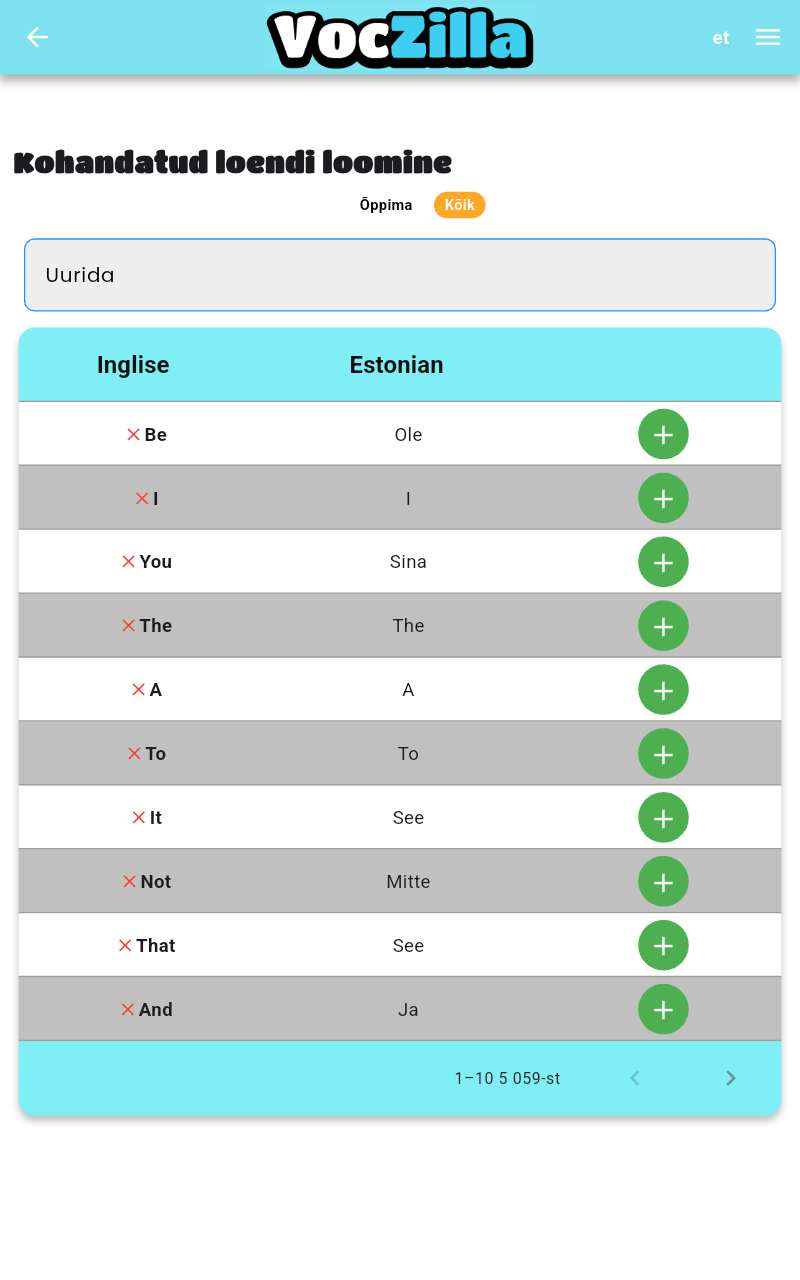 VocZilla
et
Kohandatud loendi loomine
Õppima Kõik
Uurida
Inglise Estonian
Be Ole
I I
You Sina
The The
A A
To To
It See
Not Mitte
That See
And Ja
1–10 5 059-st